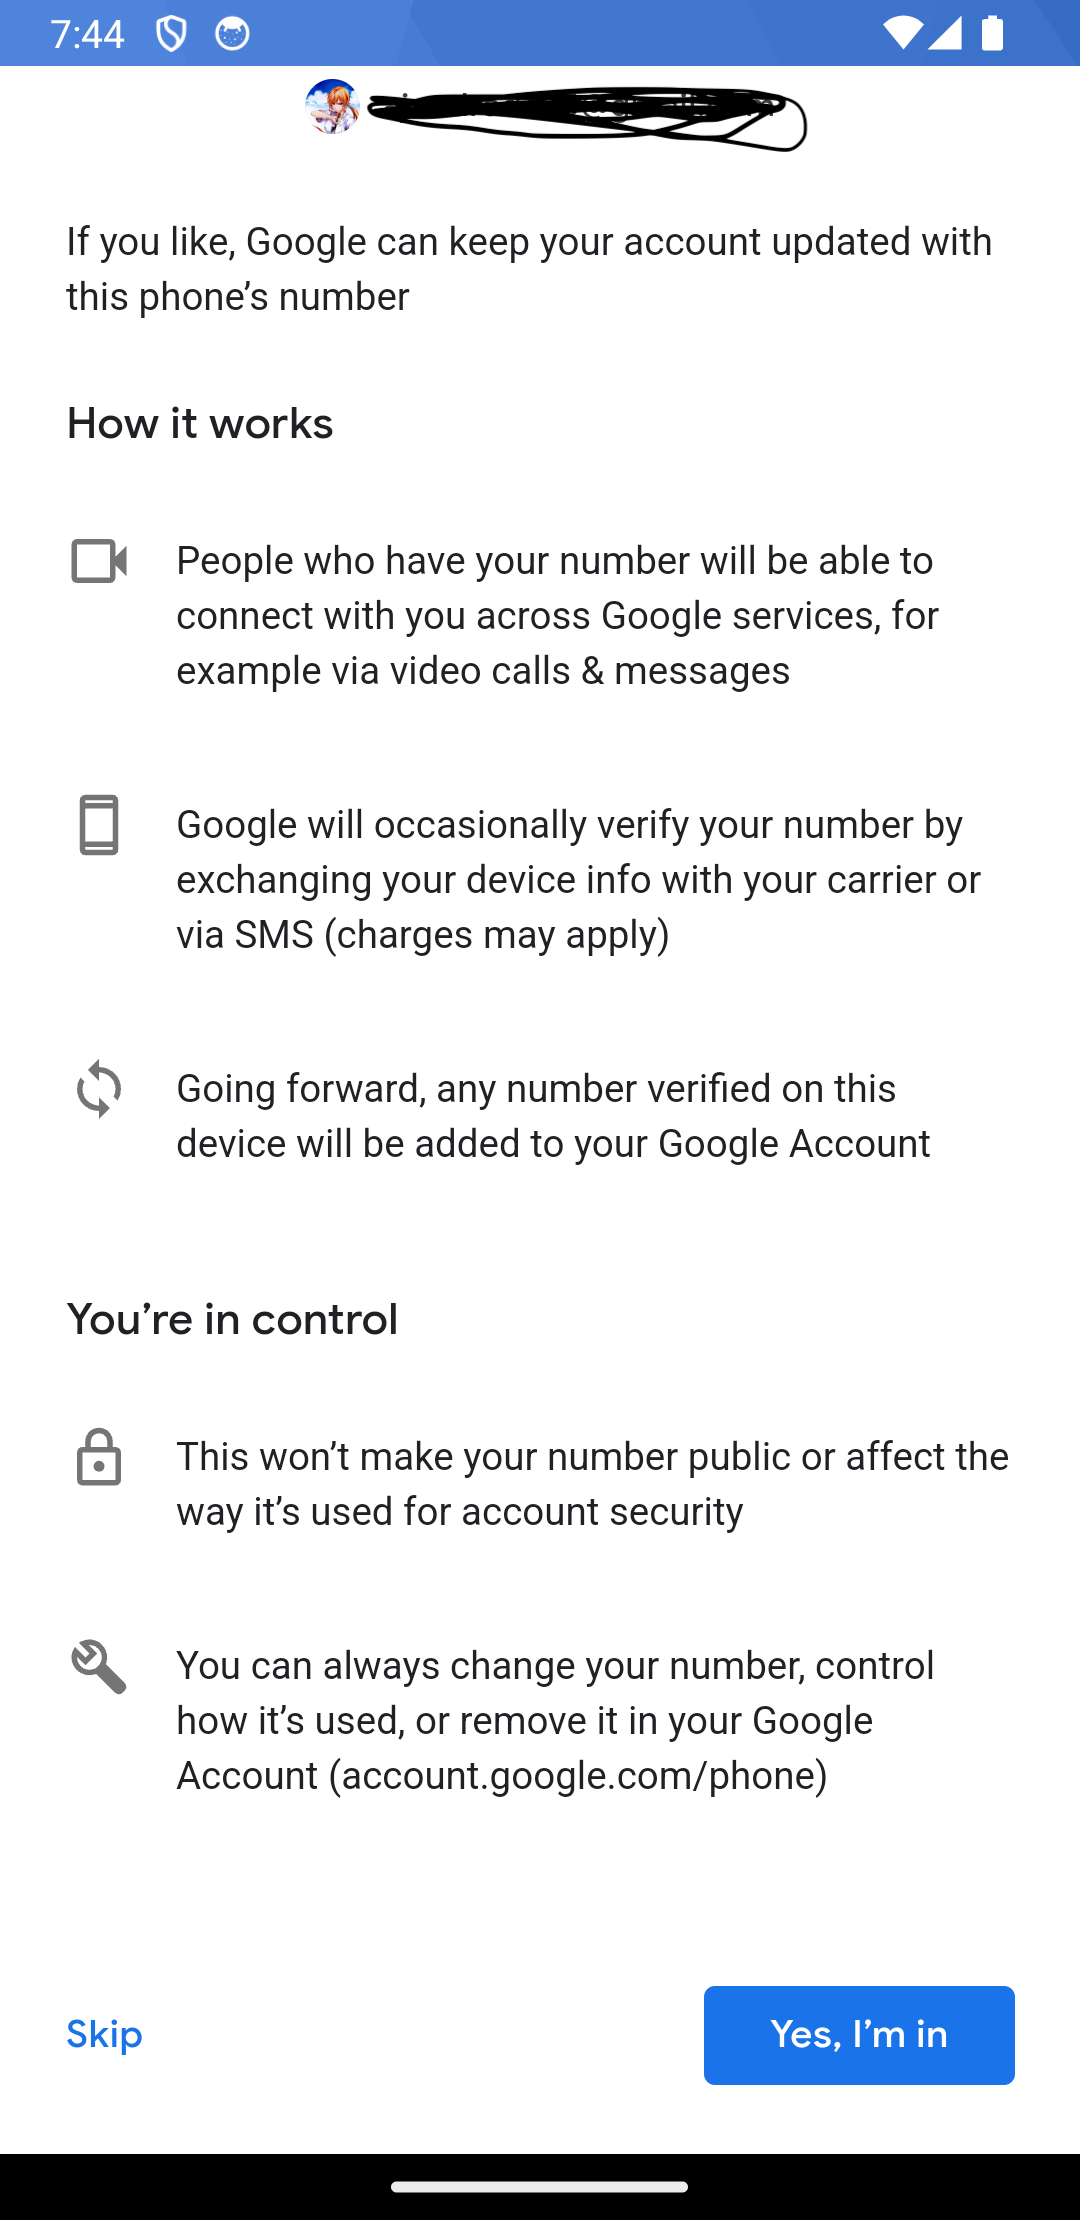 7:44
If you like, Google can keep your account updated with
this phone’s number
How it works
People who have your number will be able to
connect with you across Google services, for
example via video calls & messages
Google will occasionally verify your number by
exchanging your device info with your carrier or
via SMS (charges may apply)
Going forward, any number verified on this
device will be added to your Google Account
You’re in control
This won’t make your number public or affect the
way it’s used for account security
You can always change your number, control
how it’s used, or remove it in your Google
Account (account.google.com/phone)
Skip
Yes, I’m in